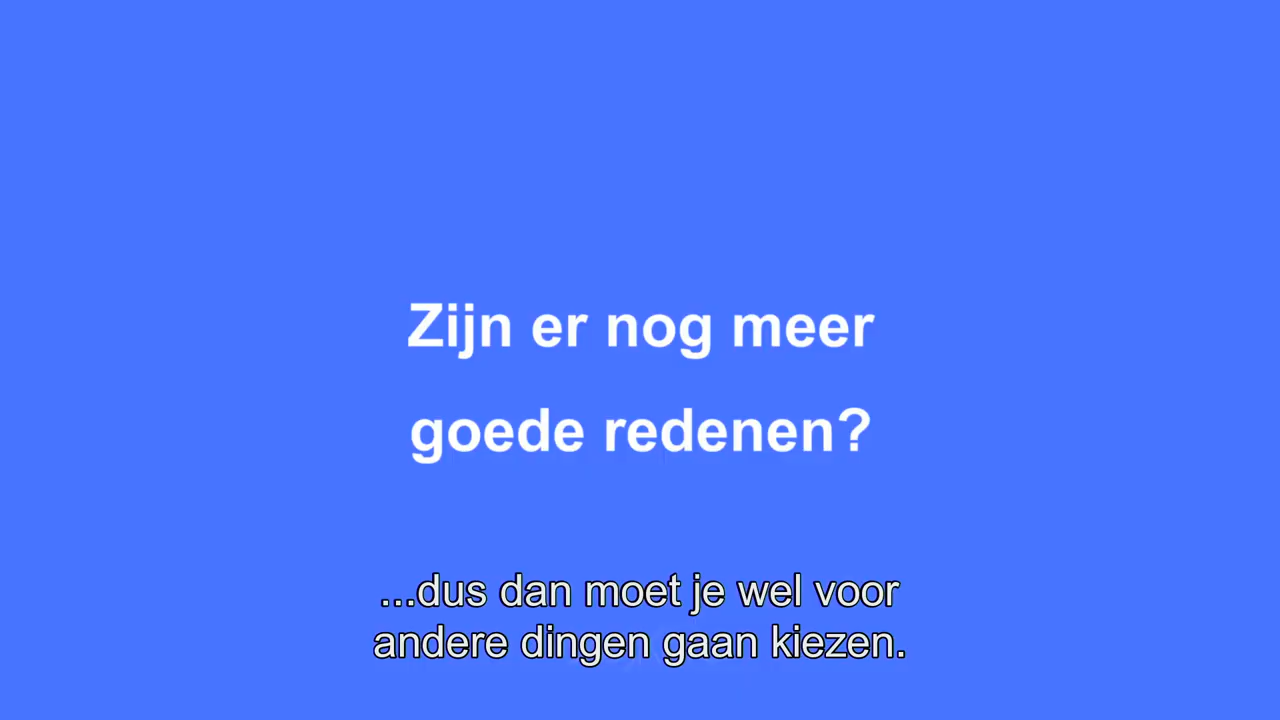 Zijn er nog meer
goede redenen?
...dus dan moet je wel voor
andere dingen gaan kiezen.